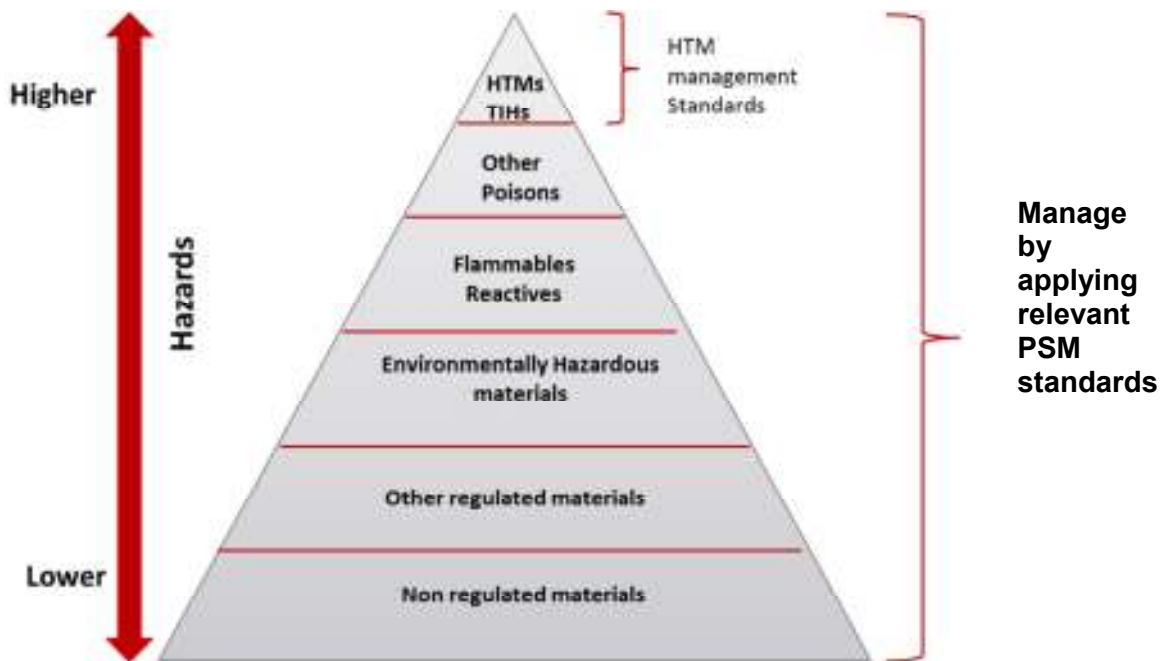 Higher
Hazards
Lower
HTMs
TIHs
Other
Poisons
Flammables
Reactives
Environmentally Hazardous
materials
Other regulated materials
Non regulated materials
HTM
management
Standards
Manage
by
applying
relevant
PSM
standards